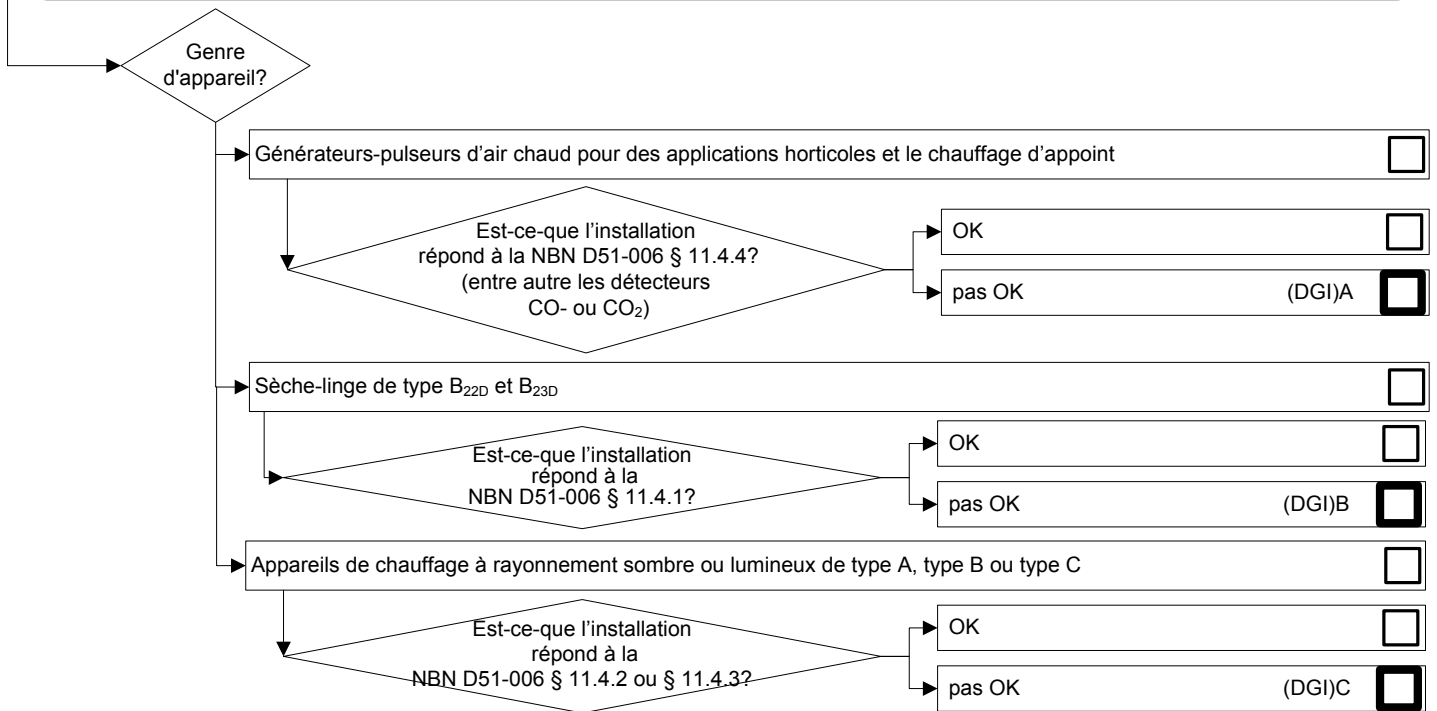 Genre
d'appareil?
Générateurs-pulseurs d'air chaud pour des applications horticoles et le chauffage d'appoint
Est-ce-que l'installation
répond à la NBN D51-006 § 11.4.4?
(entre autre les détecteurs
CO- ou CO₂)
OK
pas OK (DGI)A
Sèche-linge de type B₂₂D et B₂₃D
Est-ce-que l'installation
répond à la
NBN D51-006 § 11.4.1?
OK
pas OK (DGI)B
Appareils de chauffage à rayonnement sombre ou lumineux de type A, type B ou type C
Est-ce-que l'installation
répond à la
NBN D51-006 § 11.4.2 ou § 11.4.3?
OK
pas OK (DGI)C